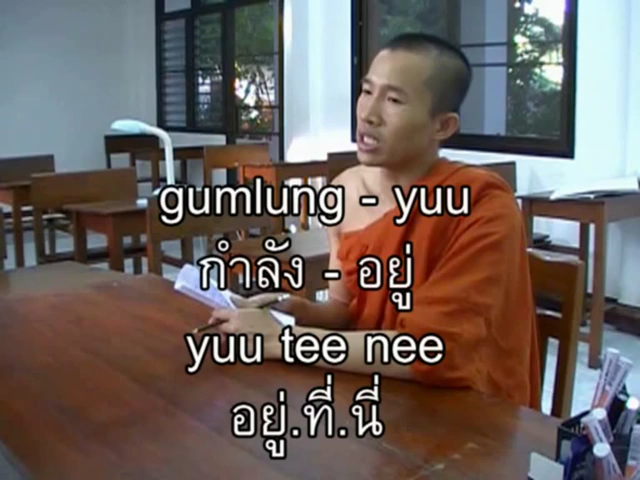 gumlung - yuu
กำลัง - อยู่
yuu tee nee
อยู่.ที่.นี่